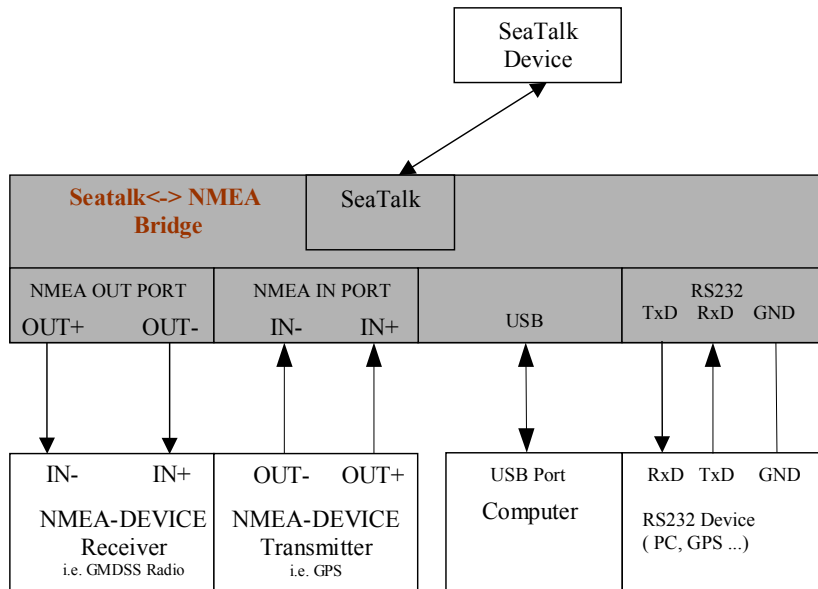 SeaTalk
Device
Seatalk<-> NMEA
Bridge
SeaTalk
NMEA OUT PORT
OUT+ OUT-
NMEA IN PORT
IN- IN+
USB
RS232
TxD RxD GND
IN- IN+
NMEA-DEVICE
Receiver
i.e. GMDSS Radio
OUT- OUT+
NMEA-DEVICE
Transmitter
i.e. GPS
USB Port
Computer
RxD TxD GND
RS232 Device
( PC, GPS ...)